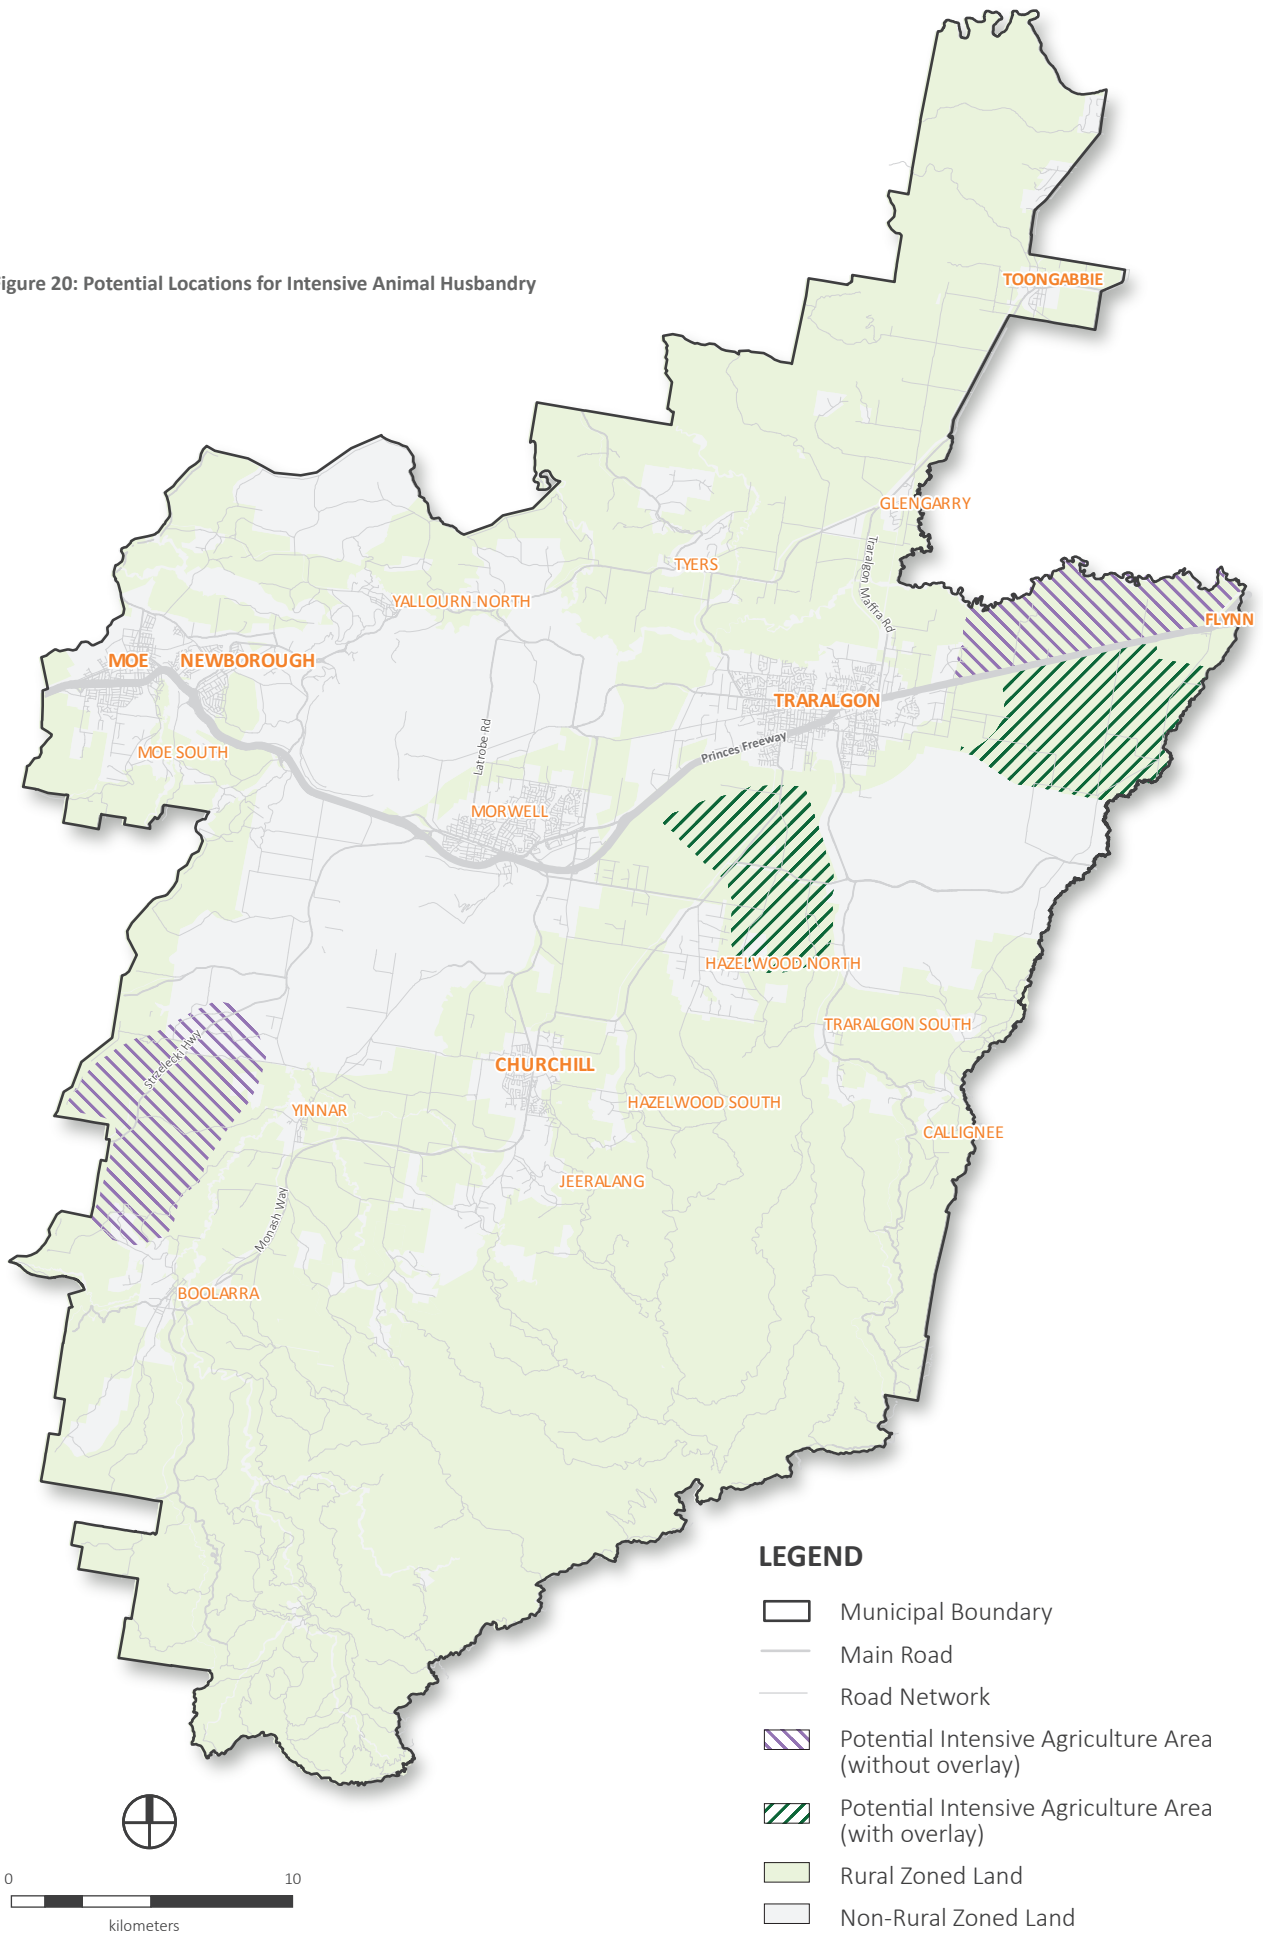 igure 20: Potential Locations for Intensive Animal Husbandry
TOONGABBIE
GLENGARRY
Traralgon Maffra Rd
TYERS
YALLOURN NORTH
FLYNN
MOE
NEWBOROUGH
TRARALGON
Latrobe Rd
Princes Freeway
MOE SOUTH
MORWELL
HAZELWOOD NORTH
TRARALGON SOUTH
Strzelecki Hwy
CHURCHILL
YINNAR
HAZELWOOD SOUTH
CALLIGNEE
JEERALANG
Monash Way
BOOLARRA
LEGEND
Municipal Boundary
Main Road
Road Network
Potential Intensive Agriculture Area
(without overlay)
Potential Intensive Agriculture Area
(with overlay)
Rural Zoned Land
Non-Rural Zoned Land
0 10
kilometers